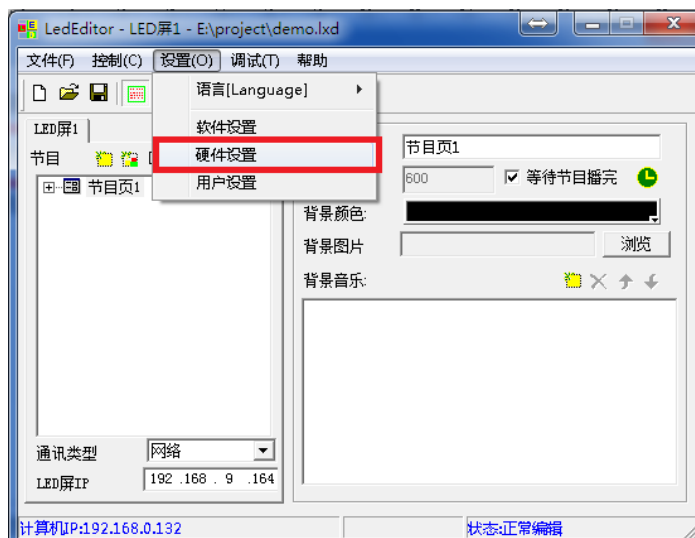 LedEditor - LED屏1 - E:\project\demo.lxd
文件(F) 控制(C) 设置(O) 调试(T) 帮助
语言[Language]
软件设置
硬件设置
用户设置
LED屏1
节目
节目页1
节目页1
600 等待节目播完
背景颜色:
背景图片 浏览
背景音乐:
通讯类型 网络
LED屏IP 192 .168 . 9 .164
计算机IP:192.168.0.132 状态:正常编辑